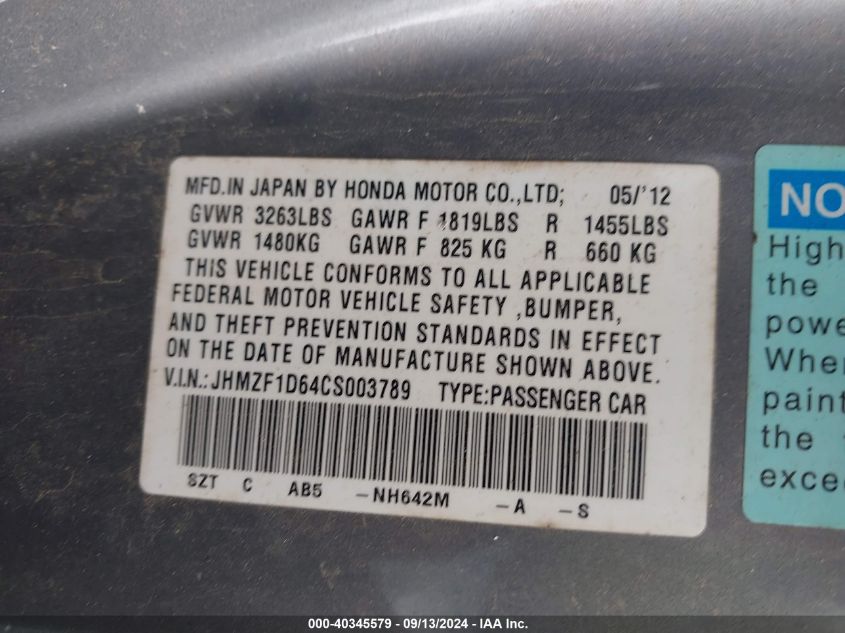 MFD.IN JAPAN BY HONDA MOTOR CO.,LTD; 05/'12
GVWR 3263LBS GAWR F 1819LBS R 1455LBS
GVWR 1480KG GAWR F 825 KG R 660 KG
THIS VEHICLE CONFORMS TO ALL APPLICABLE
FEDERAL MOTOR VEHICLE SAFETY ,BUMPER,
AND THEFT PREVENTION STANDARDS IN EFFECT
ON THE DATE OF MANUFACTURE SHOWN ABOVE.
V.I.N.:JHMZF1D64CS003789 TYPE:PASSENGER CAR
SZT C AB5 -NH642M -A -S
NO
High
the
powe
Whe
paint
the
excee
000-40345579 - 09/13/2024 - IAA Inc.